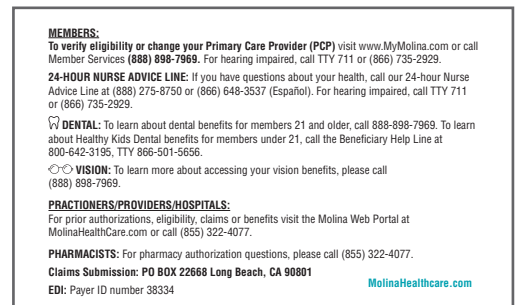 MEMBERS:
To verify eligibility or change your Primary Care Provider (PCP) visit www.MyMolina.com or call
Member Services (888) 898-7969. For hearing impaired, call TTY 711 or (866) 735-2929.
24-HOUR NURSE ADVICE LINE: If you have questions about your health, call our 24-hour Nurse
Advice Line at (888) 275-8750 or (866) 648-3537 (Español). For hearing impaired, call TTY 711
or (866) 735-2929.
DENTAL: To learn about dental benefits for members 21 and older, call 888-898-7969. To learn
about Healthy Kids Dental benefits for members under 21, call the Beneficiary Help Line at
800-642-3195, TTY 866-501-5656.
VISION: To learn more about accessing your vision benefits, please call
(888) 898-7969.
PRACTIONERS/PROVIDERS/HOSPITALS:
For prior authorizations, eligibility, claims or benefits visit the Molina Web Portal at
MolinaHealthCare.com or call (855) 322-4077.
PHARMACISTS: For pharmacy authorization questions, please call (855) 322-4077.
Claims Submission: PO BOX 22668 Long Beach, CA 90801
EDI: Payer ID number 38334
MolinaHealthcare.com